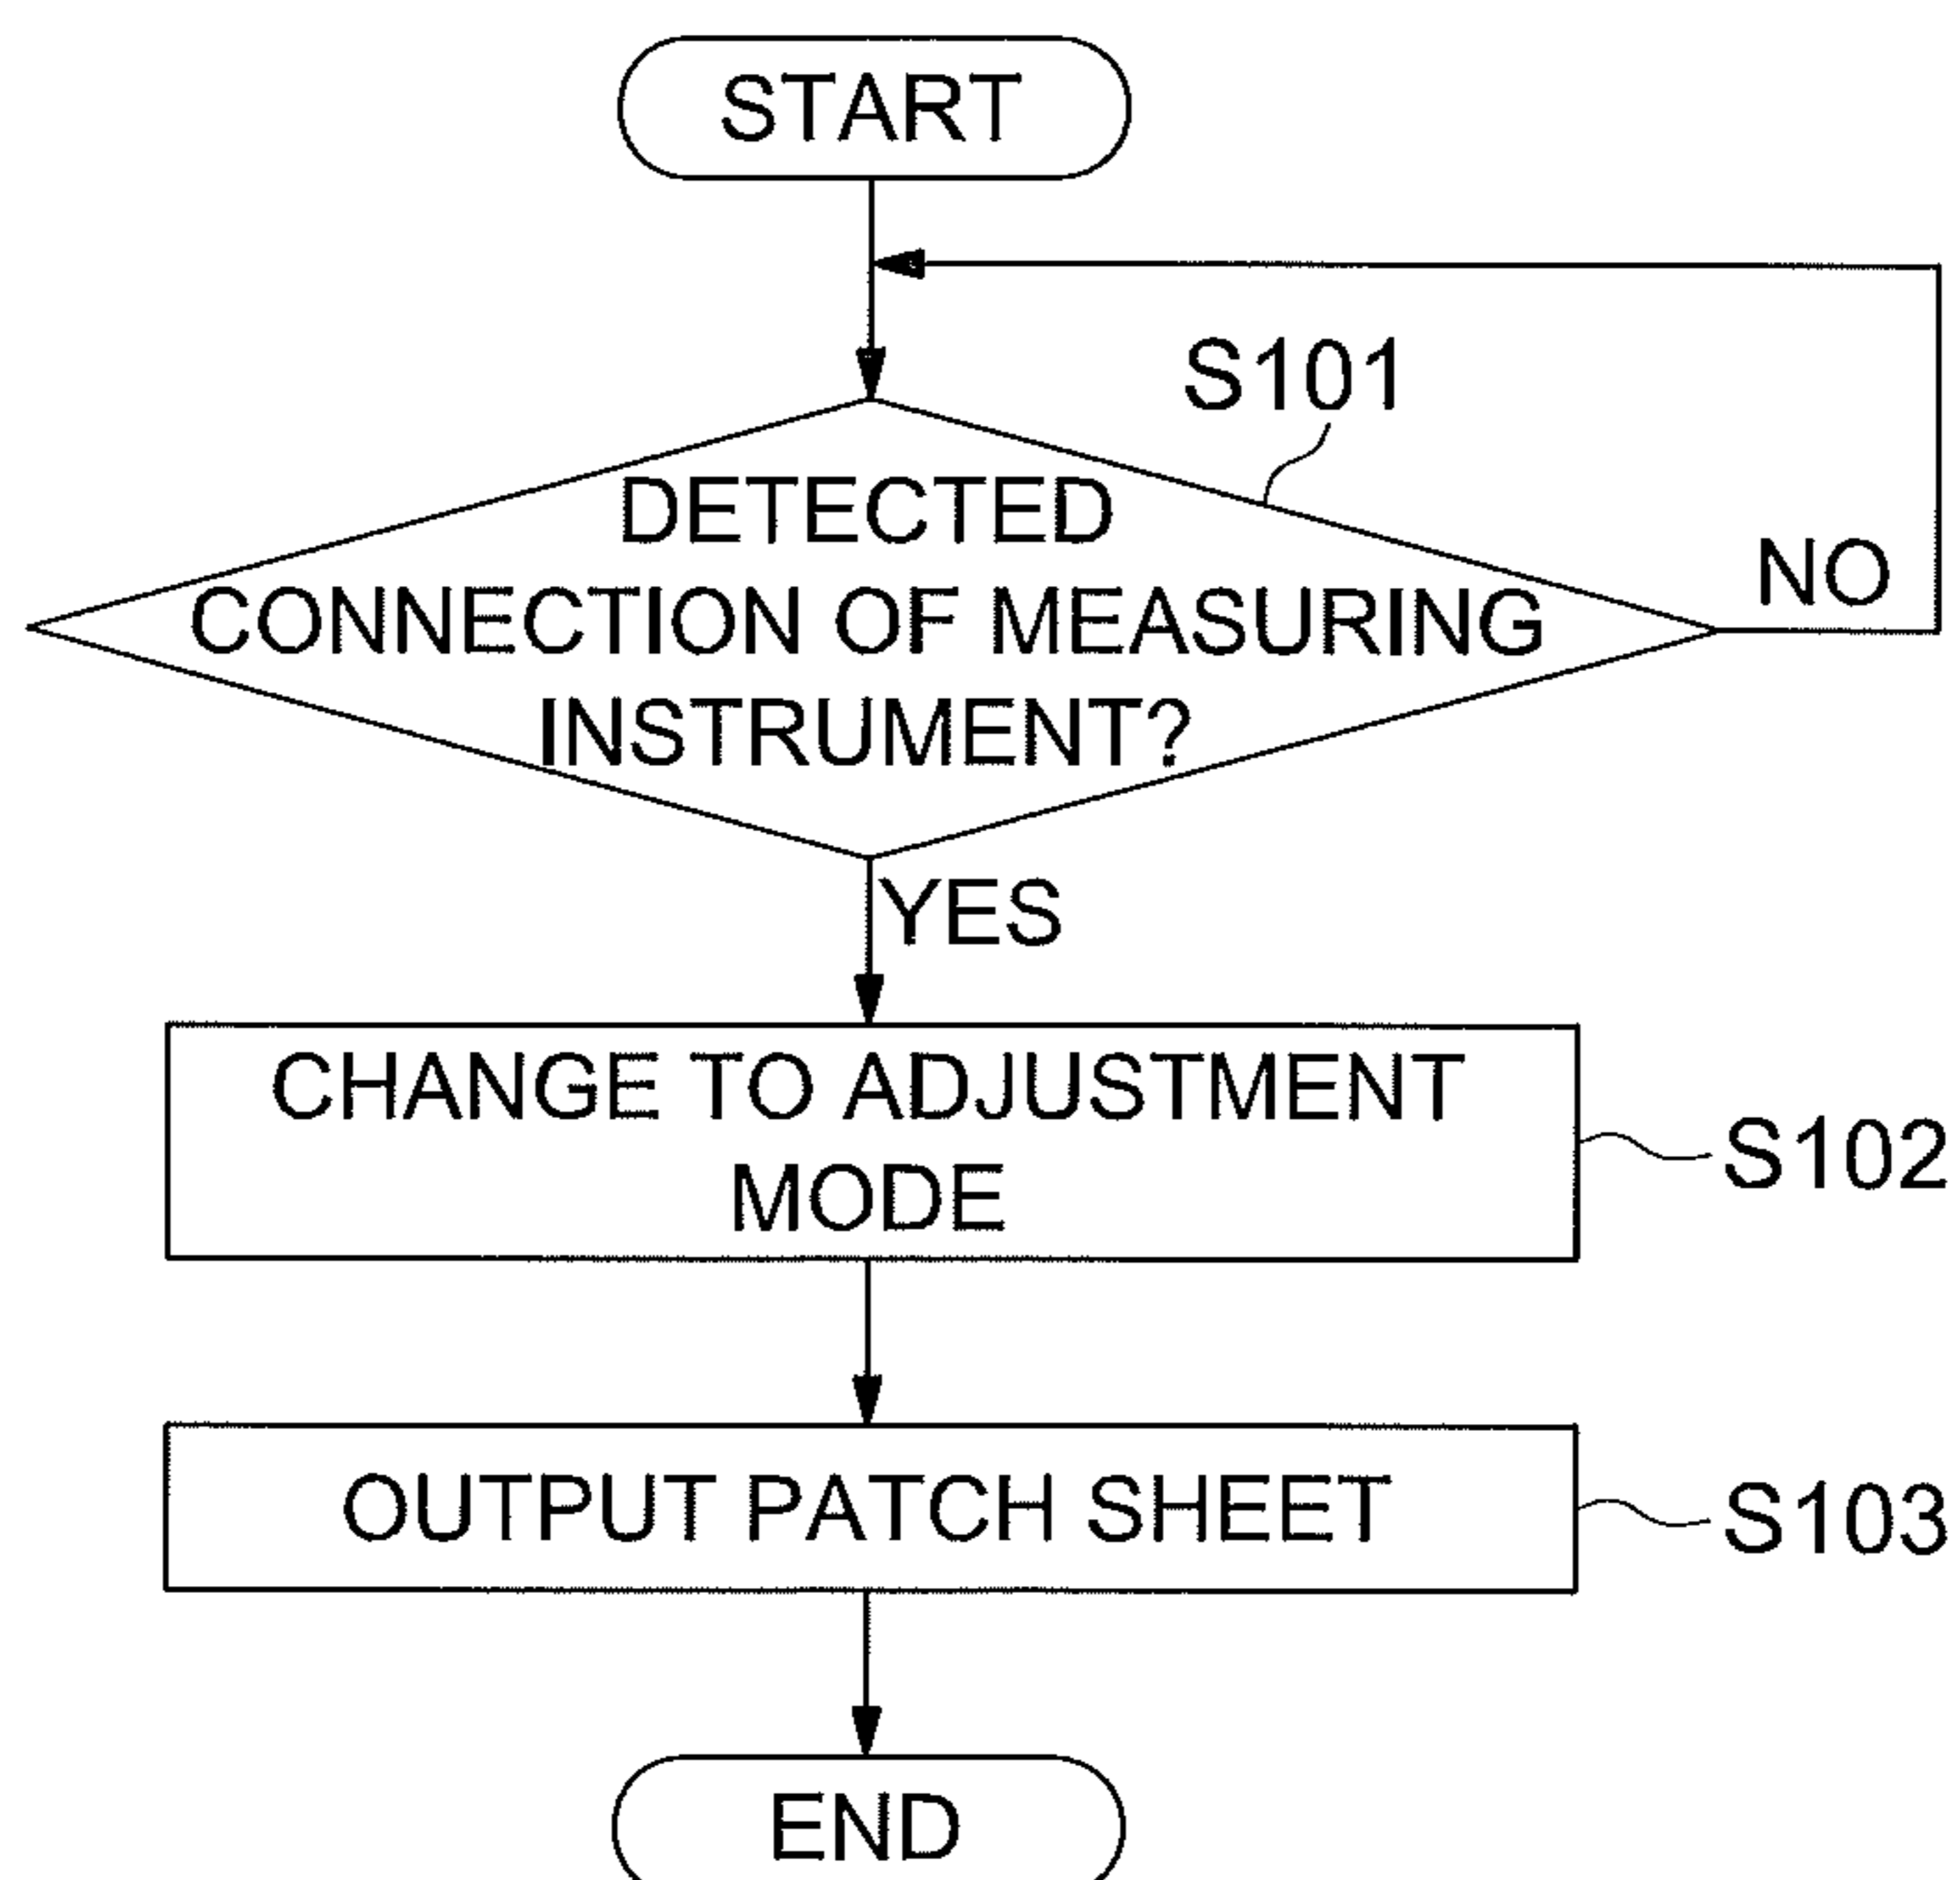 START
S101
DETECTED
CONNECTION OF MEASURING
INSTRUMENT?
NO
YES
CHANGE TO ADJUSTMENT
MODE
S102
OUTPUT PATCH SHEET
S103
END